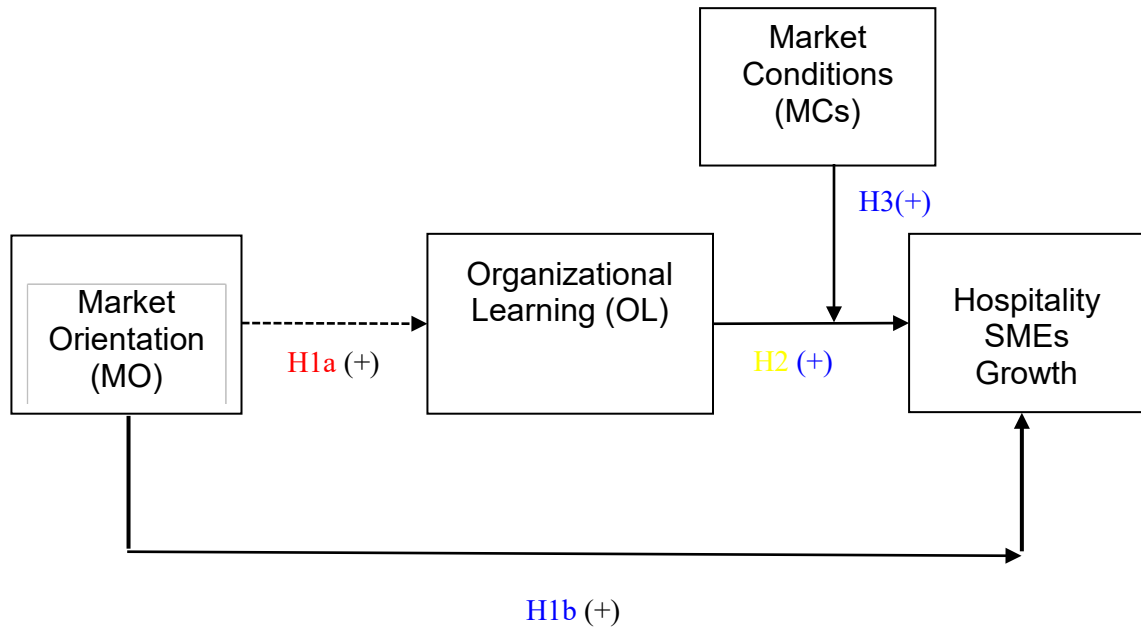 Market
Conditions
(MCs)
H3(+)
Market
Orientation
(MO)
H1a (+)
Organizational
Learning (OL)
H2 (+)
Hospitality
SMEs
Growth
H1b (+)